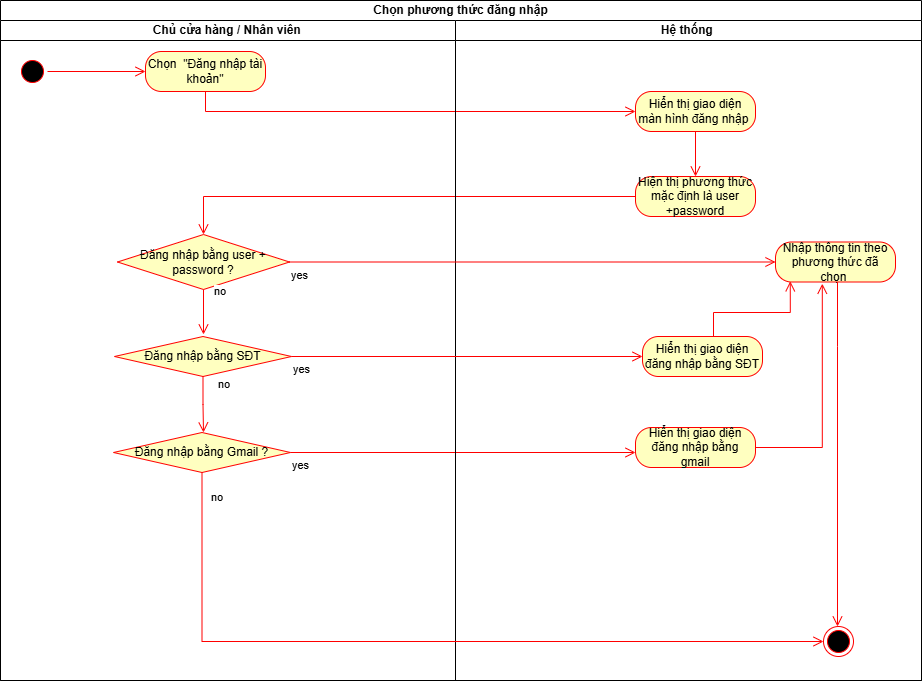 Chọn phương thức đăng nhập
Chủ cửa hàng / Nhân viên
Hệ thống
Chọn "Đăng nhập tài
khoản"
Hiển thị giao diện
màn hình đăng nhập
Hiện thị phương thức
mặc định là user
+password
Đăng nhập bằng user +
password ?
yes
no
Nhập thông tin theo
phương thức đã
chọn
Đăng nhập bằng SĐT
yes
no
Hiển thị giao diện
đăng nhập bằng SĐT
Đăng nhập bằng Gmail ?
yes
no
Hiển thị giao diện
đăng nhập bằng
gmail